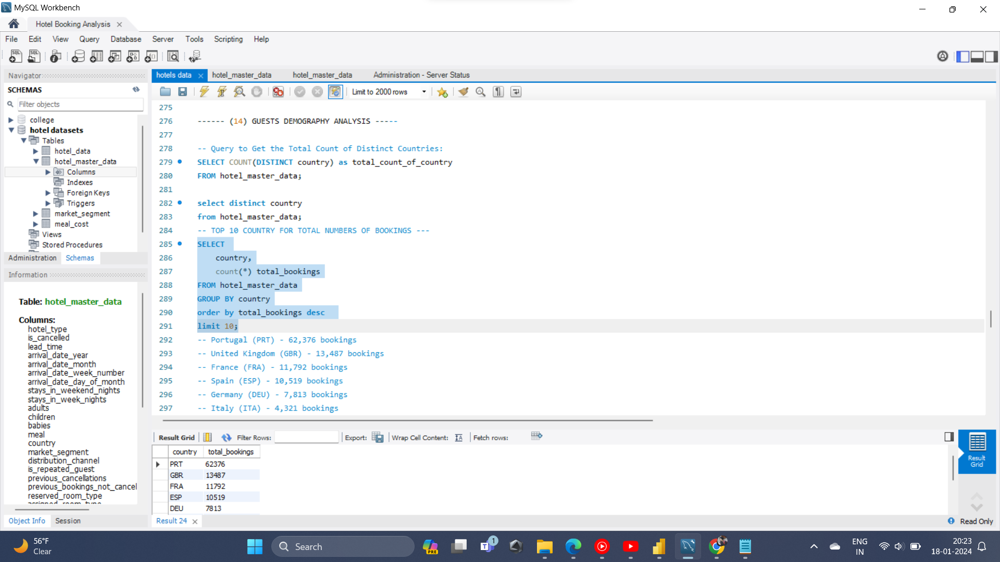 MySQL Workbench
Hotel Booking Analysis
File Edit View Query Database Server Tools Scripting Help
Navigator
SCHEMAS
Filter objects
college
hotel datasets
Tables
hotel_data
hotel_master_data
Columns
Indexes
Foreign Keys
Triggers
market_segment
meal_cost
Views
Stored Procedures
Administration Schemas
Information
Table: hotel_master_data
Columns:
hotel_type
is_cancelled
lead_time
arrival_date_year
arrival_date_month
arrival_date_week_number
arrival_date_day_of_month
stays_in_weekend_nights
stays_in_week_nights
adults
children
babies
meal
country
market_segment
distribution_channel
is_repeated_guest
previous_cancellations
previous_bookings_not_cancel
reserved_room_type
assigned_room_type
Object Info Session
hotels data hotel_master_data hotel_master_data Administration - Server Status
Limit to 2000 rows
275
276 ------ (14) GUESTS DEMOGRAPHY ANALYSIS -----
277
278 -- Query to Get the Total Count of Distinct Countries:
279 SELECT COUNT(DISTINCT country) as total_count_of_country
280 FROM hotel_master_data;
281
282 select distinct country
283 from hotel_master_data;
284 -- TOP 10 COUNTRY FOR TOTAL NUMBERS OF BOOKINGS ---
285 SELECT
286 country,
287 count(*) total_bookings
288 FROM hotel_master_data
289 GROUP BY country
290 order by total_bookings desc
291 limit 10;
292 -- Portugal (PRT) - 62,376 bookings
293 -- United Kingdom (GBR) - 13,487 bookings
294 -- France (FRA) - 11,792 bookings
295 -- Spain (ESP) - 10,519 bookings
296 -- Germany (DEU) - 7,813 bookings
297 -- Italy (ITA) - 4,321 bookings
Result Grid Filter Rows: Export: Wrap Cell Content: Fetch rows:
country total_bookings
PRT 62376
GBR 13487
FRA 11792
ESP 10519
DEU 7813
Result Grid
Result 24
Read Only
56°F
Clear
Search
PRE
1
ENG
IN
20:23
18-01-2024